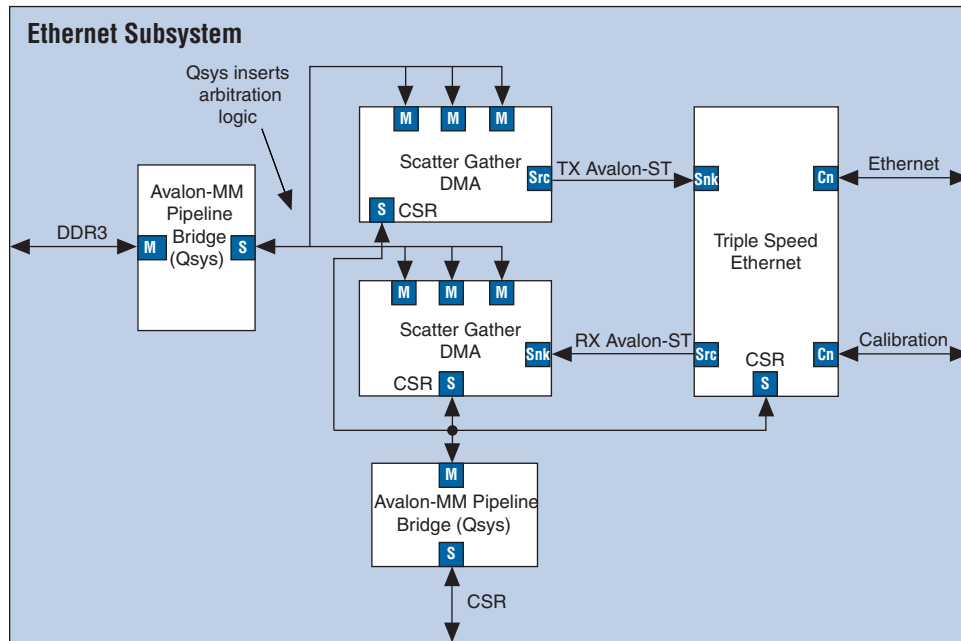 Ethernet Subsystem
Qsys inserts
arbitration
logic
M
M
M
Scatter Gather
DMA
Src
TX Avalon-ST
Snk
Cn
Ethernet
S
CSR
Avalon-MM
Pipeline
Bridge
(Qsys)
DDR3
M
S
Triple Speed
Ethernet
M
M
M
Scatter Gather
DMA
Snk
RX Avalon-ST
Src
Cn
Calibration
CSR
S
CSR
S
M
Avalon-MM Pipeline
Bridge (Qsys)
S
CSR